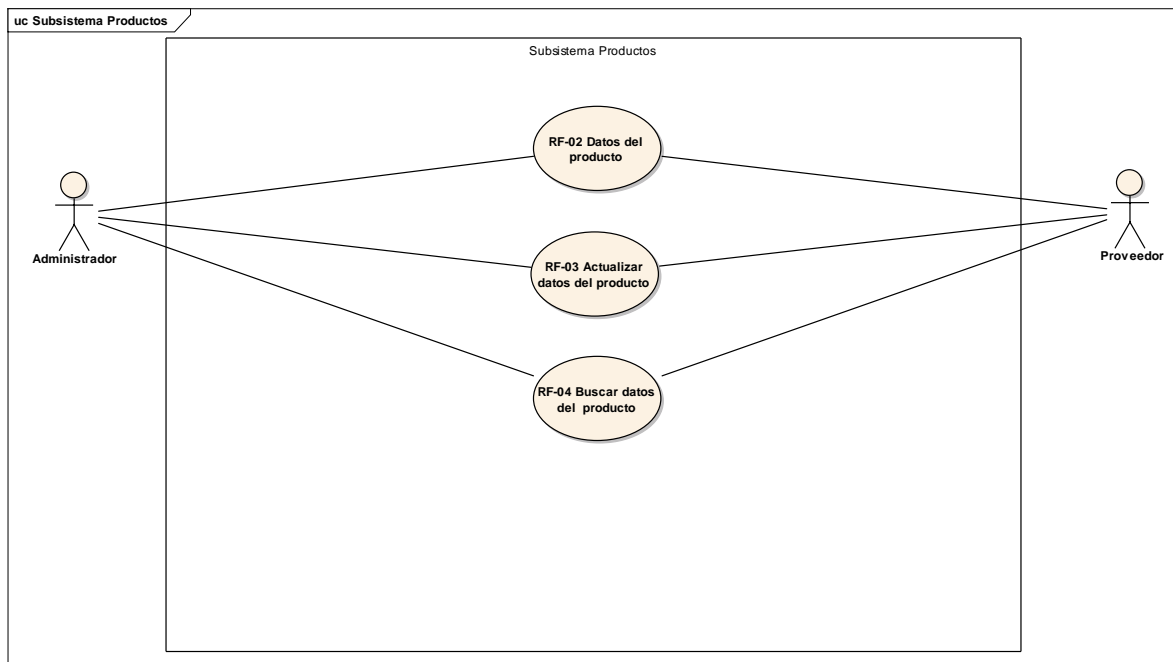 uc Subsistema Productos
Subsistema Productos
RF-02 Datos del
producto
Administrador
Proveedor
RF-03 Actualizar
datos del producto
RF-04 Buscar datos
del producto